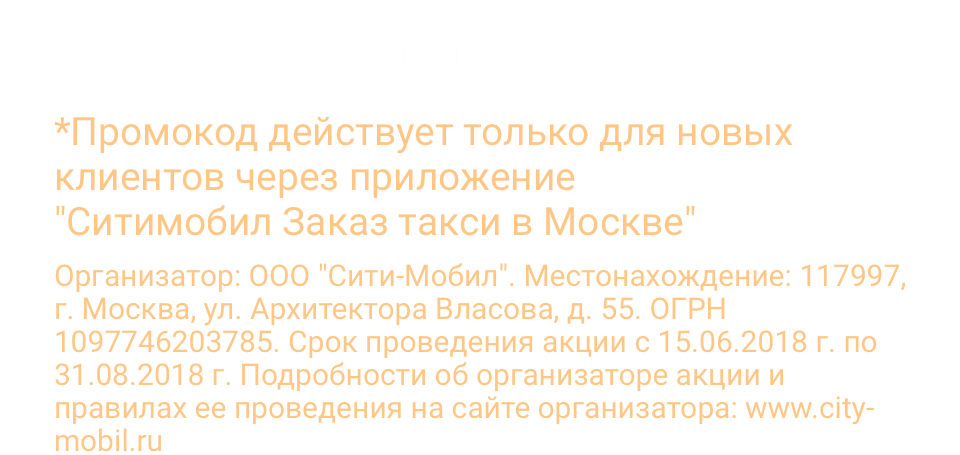 *Промокод действует только для новых
клиентов через приложение
"Ситимобил Заказ такси в Москве"
Организатор: ООО "Сити-Мобил". Местонахождение: 117997,
г. Москва, ул. Архитектора Власова, д. 55. ОГРН
1097746203785. Срок проведения акции с 15.06.2018 г. по
31.08.2018 г. Подробности об организаторе акции и
правилах ее проведения на сайте организатора: www.city-
mobil.ru